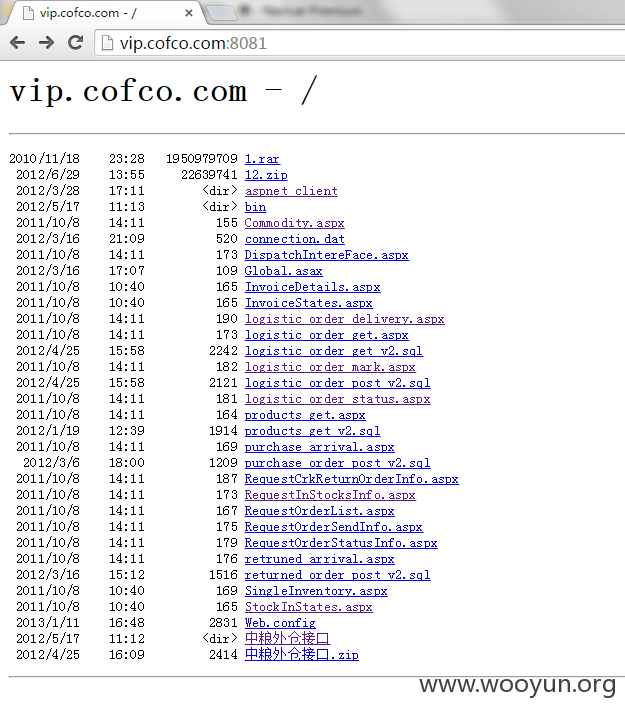 vip.cofco.com - /
vip.cofco.com:8081
vip.cofco.com - /
2010/11/18 23:28 1950979709 1.rar
2012/6/29 13:55 22639741 12.zip
2012/3/28 17:11 <dir> aspnet_client
2012/5/17 11:13 <dir> bin
2011/10/8 14:11 155 Commodity.aspx
2012/3/16 21:09 520 connection.dat
2011/10/8 14:11 173 DispatchIntereFace.aspx
2012/3/16 17:07 109 Global.asax
2011/10/8 10:40 165 InvoiceDetails.aspx
2011/10/8 10:40 165 InvoiceStates.aspx
2011/10/8 14:11 190 logistic_order_delivery.aspx
2011/10/8 14:11 173 logistic_order_get.aspx
2012/4/25 15:58 2242 logistic_order_get_v2.sql
2011/10/8 14:11 182 logistic_order_mark.aspx
2012/4/25 15:58 2121 logistic_order_post_v2.sql
2011/10/8 14:11 181 logistic_order_status.aspx
2011/10/8 14:11 164 products_get.aspx
2012/1/19 12:39 1914 products_get_v2.sql
2011/10/8 14:11 169 purchase_arrival.aspx
2012/3/6 18:00 1209 purchase_order_post_v2.sql
2011/10/8 14:11 187 RequestCrkReturnOrderInfo.aspx
2011/10/8 14:11 173 RequestInStocksInfo.aspx
2011/10/8 14:11 167 RequestOrderList.aspx
2011/10/8 14:11 175 RequestOrderSendInfo.aspx
2011/10/8 14:11 179 RequestOrderStatusInfo.aspx
2011/10/8 14:11 176 retruned_arrival.aspx
2012/3/16 15:12 1516 returned_order_post_v2.sql
2011/10/8 10:40 169 SingleInventory.aspx
2011/10/8 10:40 165 StockInStates.aspx
2013/1/11 16:48 2831 Web.config
2012/5/17 11:12 <dir> 中粮外仓接口
2012/4/25 16:09 2414 中粮外仓接口.zip
www.wooyun.org